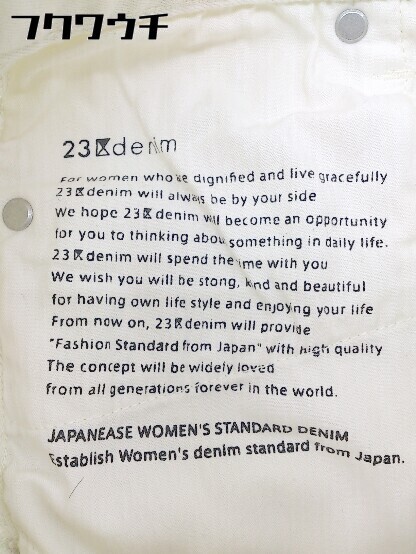 フクワウチ
23区denim
For women who're dignified and live gracefully
23区denim will always be by your side
We hope 23区denim will become an opportunity
for you to thinking about something in daily life.
23区denim will spend the time with you
We wish you will be stong, kind and beautiful
for having own life style and enjoying your life
From now on, 23区denim will provide
"Fashion Standard from Japan" with high quality
The concept will be widely loved
from all generations forever in the world.
JAPANEASE WOMEN'S STANDARD DENIM
Establish Women's denim standard from Japan.